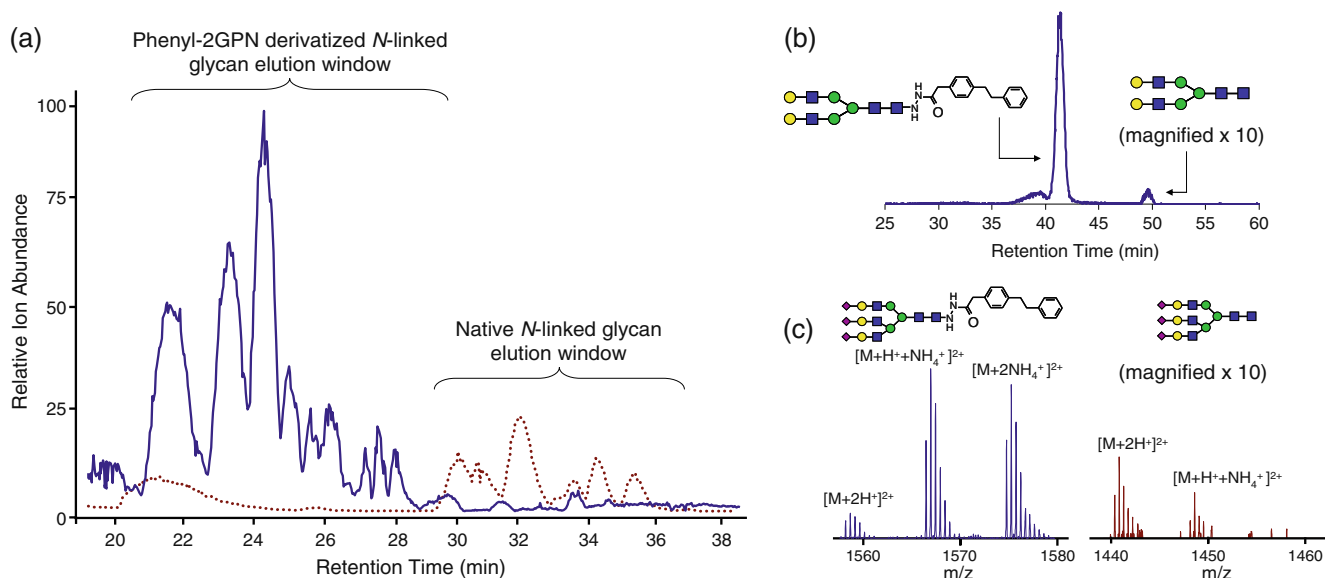 (a)
Phenyl-2GPN derivatized N-linked
glycan elution window
100
75
50
25
0
Relative Ion Abundance
Native N-linked glycan
elution window
20 22 24 26 28 30 32 34 36 38
Retention Time (min)
(b)
H
N
N
H
O
(magnified x 10)
25 30 35 40 45 50 55 60
Retention Time (min)
(c)
H
N
N
H
O
[M+H⁺+NH₄⁺]²⁺
[M+2NH₄⁺]²⁺
[M+2H⁺]²⁺
1560 1570 1580
m/z
(magnified x 10)
[M+2H⁺]²⁺
[M+H⁺+NH₄⁺]²⁺
1440 1450 1460
m/z